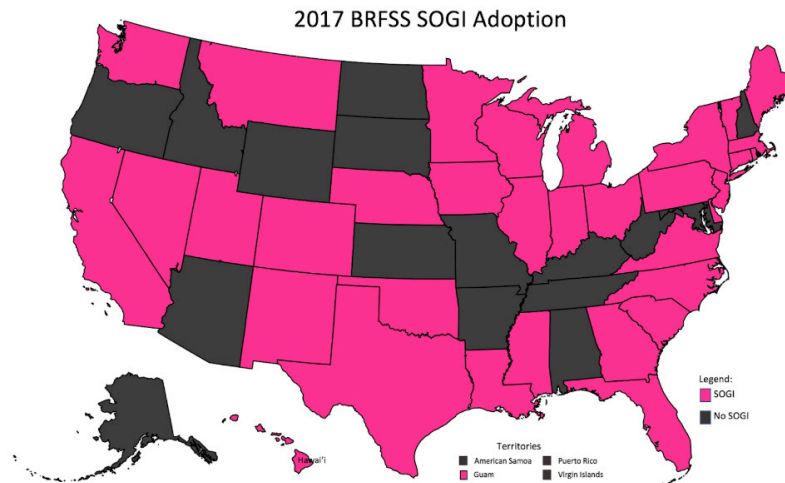 2017 BRFSS SOGI Adoption
Legend:
SOGI
No SOGI
Hawai'i
Territories
American Samoa Puerto Rico
Guam Virgin Islands